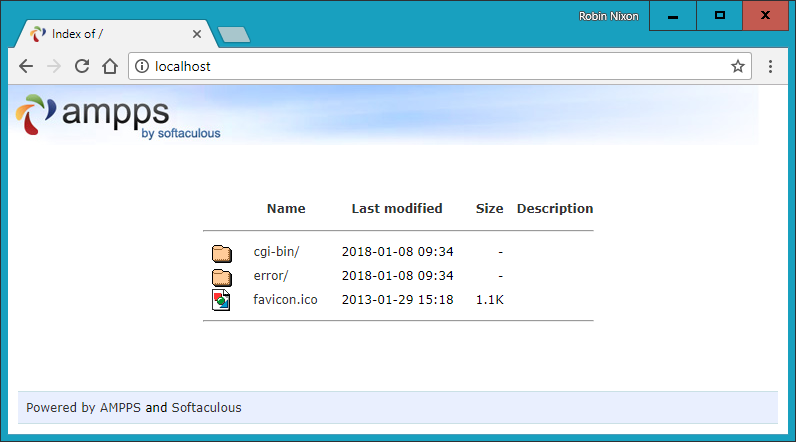 Robin Nixon
Index of /
localhost
ampps
by softaculous
Name Last modified Size Description
cgi-bin/ 2018-01-08 09:34 -
error/ 2018-01-08 09:34 -
favicon.ico 2013-01-29 15:18 1.1K
Powered by AMPPS and Softaculous